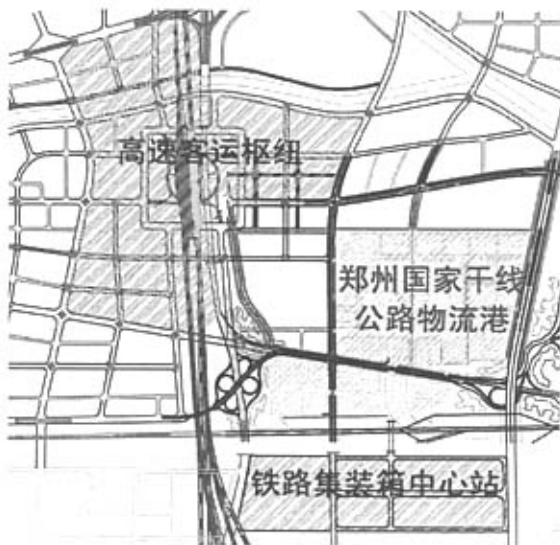 高速客运枢纽
郑州国家干线
公路物流港
铁路集装箱中心站